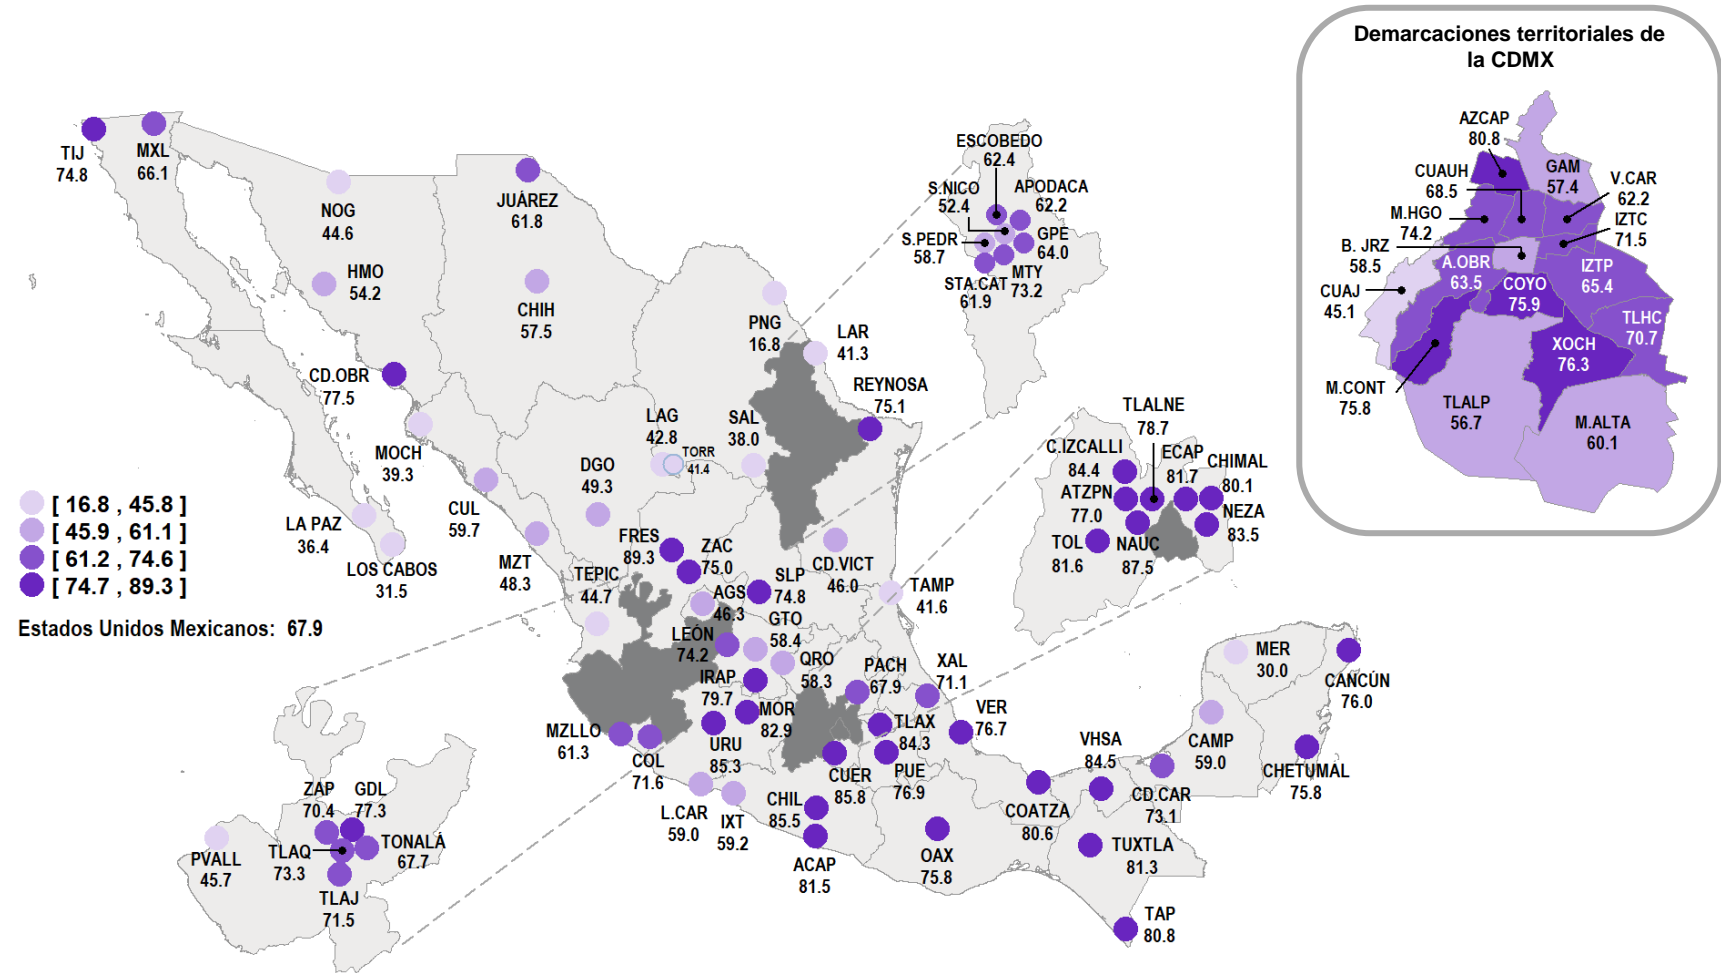 Demarcaciones territoriales de
la CDMX
AZCAP
80.8
CUAUH
68.5
GAM
57.4
V.CAR
62.2
M.HGO
74.2
IZTC
71.5
B. JRZ
58.5
A.OBR
63.5
IZTP
65.4
CUAJ
45.1
COYO
75.9
TLHC
70.7
XOCH
76.3
M.CONT
75.8
TLALP
56.7
M.ALTA
60.1
TIJ
74.8
MXL
66.1
NOG
44.6
HMO
54.2
JUÁREZ
61.8
CHIH
57.5
CD.OBR
77.5
MOCH
39.3
CUL
59.7
LA PAZ
36.4
LOS CABOS
31.5
MZT
48.3
DGO
49.3
LAG
42.8
TORR
41.4
SAL
38.0
PNG
16.8
LAR
41.3
REYNOSA
75.1
ESCOBEDO
62.4
S.NICO
52.4
APODACA
62.2
S.PEDR
58.7
GPE
64.0
STA.CAT
61.9
MTY
73.2
FRES
89.3
ZAC
75.0
TEPIC
44.7
AGS
46.3
SLP
74.8
CD.VICT
46.0
TAMP
41.6
LEÓN
74.2
GTO
58.4
QRO
58.3
IRAP
79.7
PACH
67.9
XAL
71.1
MOR
82.9
URU
85.3
MZLLO
61.3
COL
71.6
TLAX
84.3
PUE
76.9
CUER
85.8
VER
76.7
L.CAR
59.0
IXT
59.2
CHIL
85.5
ACAP
81.5
OAX
75.8
COATZA
80.6
VHSA
84.5
CD.CAR
73.1
CAMP
59.0
MER
30.0
CANCÚN
76.0
CHETUMAL
75.8
TUXTLA
81.3
TAP
80.8
TLALNE
78.7
C.IZCALLI
84.4
ECAP
81.7
CHIMAL
80.1
ATZPN
77.0
NEZA
83.5
TOL
81.6
NAUC
87.5
ZAP
70.4
GDL
77.3
TONALÁ
67.7
TLAQ
73.3
TLAJ
71.5
PVALL
45.7
[ 16.8 , 45.8 ]
[ 45.9 , 61.1 ]
[ 61.2 , 74.6 ]
[ 74.7 , 89.3 ]
Estados Unidos Mexicanos: 67.9